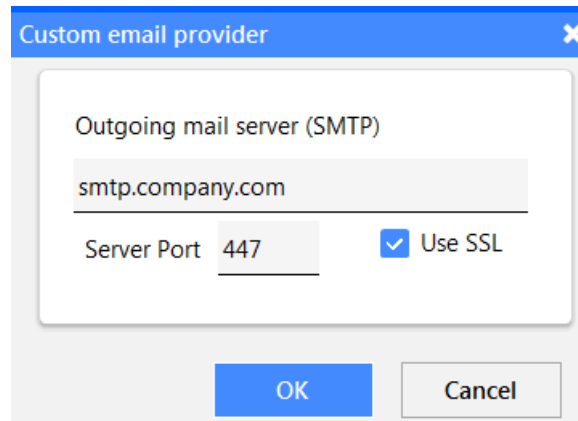 Custom email provider
Outgoing mail server (SMTP)
smtp.company.com
Server Port 447 Use SSL
OK Cancel